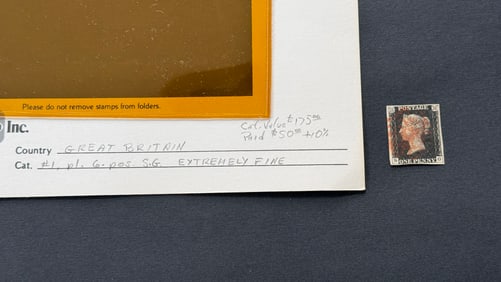 Please do not remove stamps from folders.
Inc.
Cat. Value $175.00
Paid $50.00 +10%
Country GREAT BRITAIN
Cat. #1, pl. 6. pos S.G. EXTREMELY FINE
POSTAGE
ONE PENNY